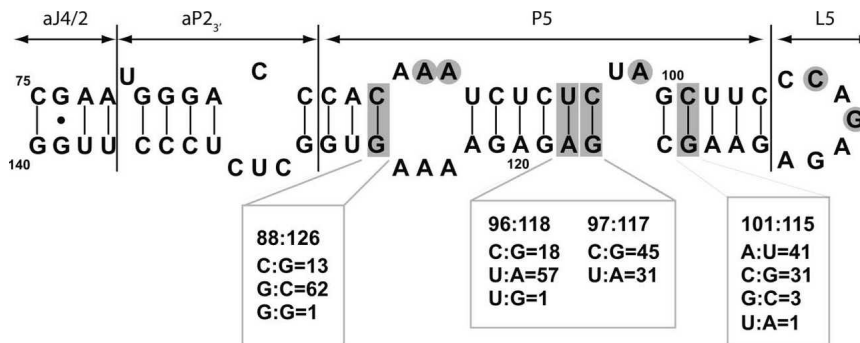 aJ4/2 aP2₃' P5 L5
U C A A A U A C C
75 100
C G A A G G G A C C A C U C U C U C G C U U C A
G
G G U U C C C U G G U G A G A G A G C G A A G A
140 120
C U C A A A A G
88:126
C:G=13
G:C=62
G:G=1
96:118 97:117
C:G=18 C:G=45
U:A=57 U:A=31
U:G=1
101:115
A:U=41
C:G=31
G:C=3
U:A=1